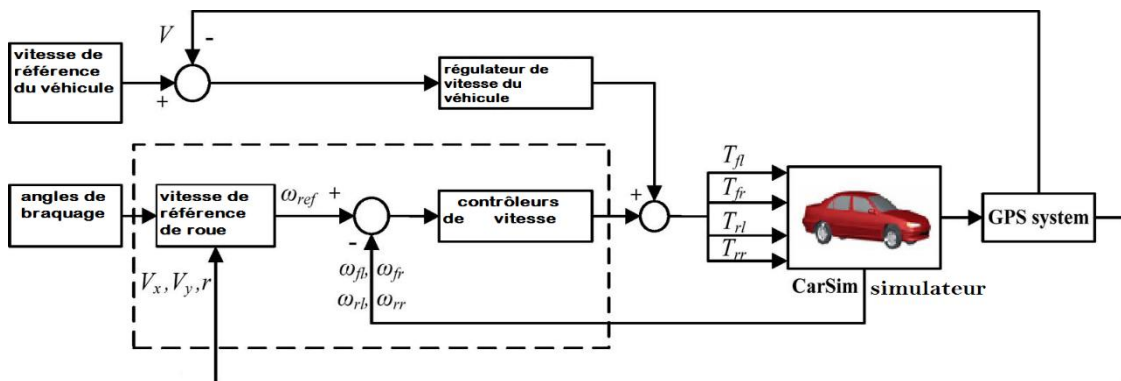 V -
vitesse de
référence
du véhicule
+
régulateur de
vitesse du
véhicule
angles de
braquage
vitesse de
référence
de roue
ωref +
-
contrôleurs
de vitesse
+
Tfl
Tfr
Trl
Trr
GPS system
Vx, Vy, r
ωfl, ωfr
ωrl, ωrr
CarSim simulateur